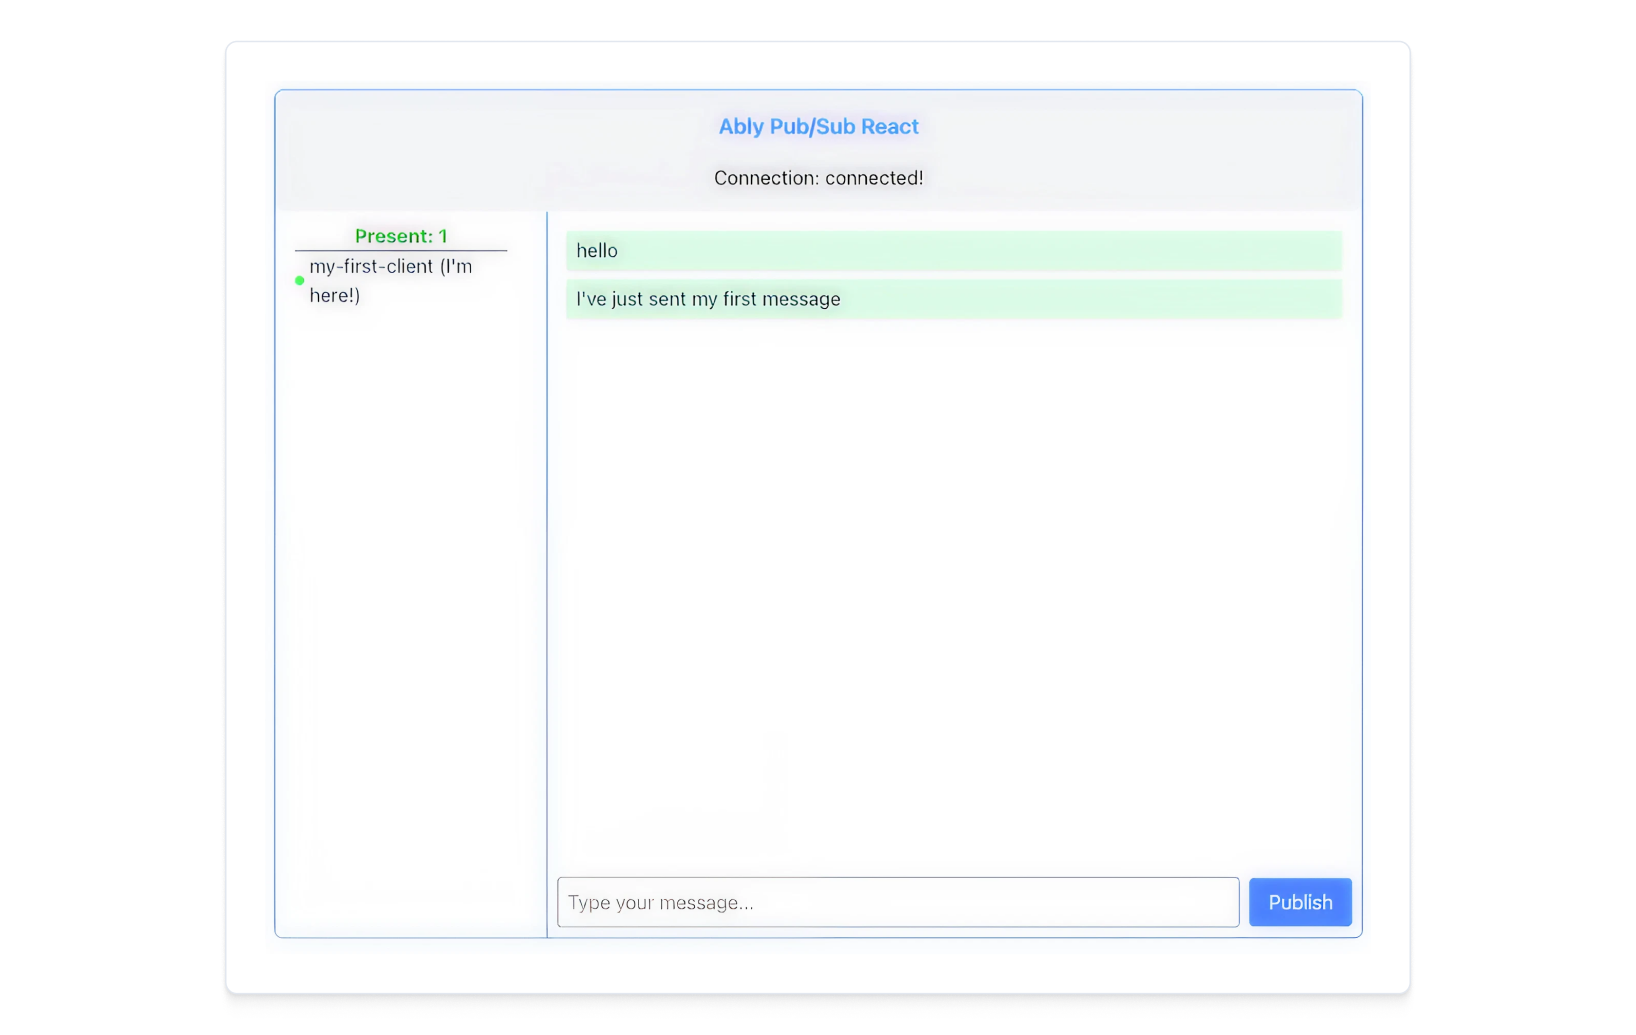 Ably Pub/Sub React
Connection: connected!
Present: 1
my-first-client (I'm
here!)
hello
I've just sent my first message
Type your message...
Publish